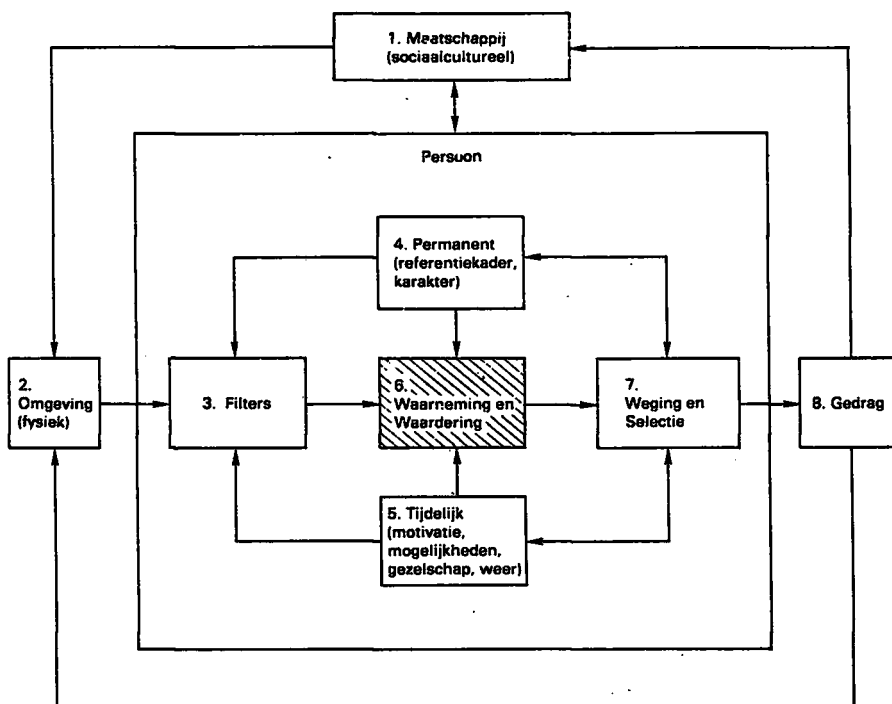 1. Maatschappij
(sociaalcultureel)
Persoon
4. Permanent
(referentiekader,
karakter)
2.
Omgeving
(fysiek)
3. Filters
6.
Waarneming en
Waardering
7.
Weging en
Selectie
8. Gedrag
5. Tijdelijk
(motivatie,
mogelijkheden,
gezelschap, weer)